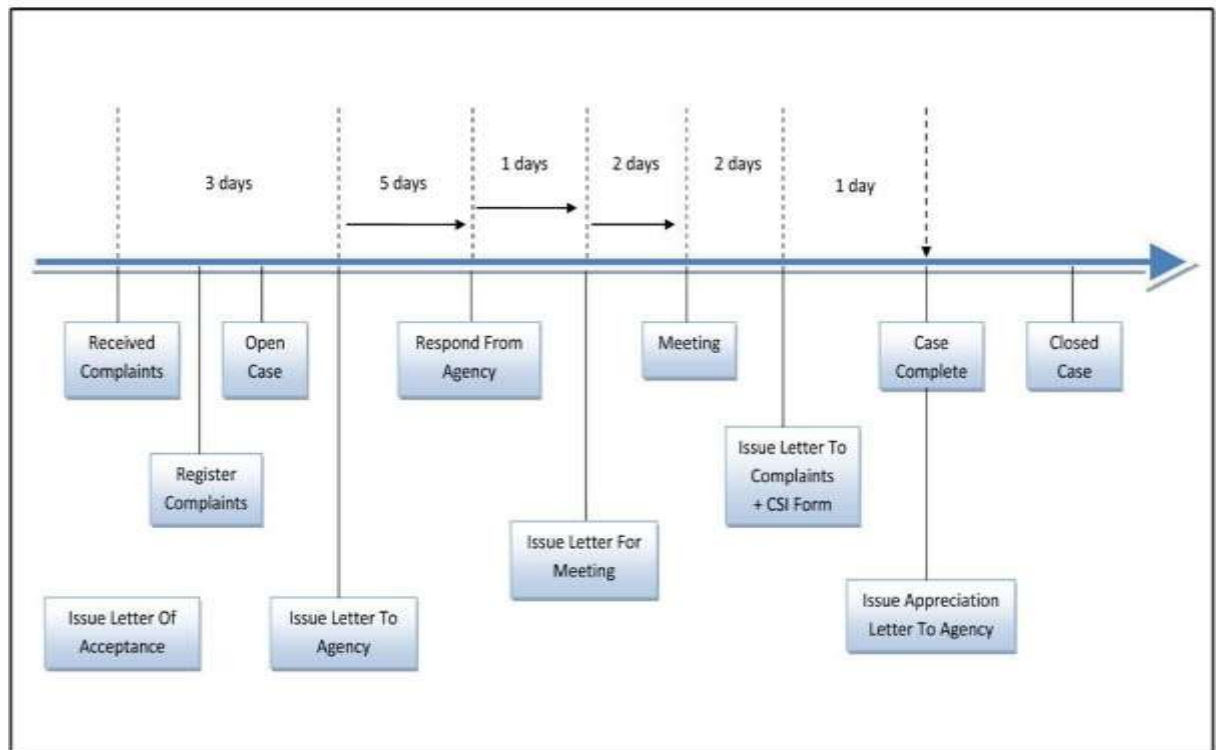 1 days
2 days
2 days
3 days
5 days
1 day
Received
Complaints
Open
Case
Respond From
Agency
Meeting
Case
Complete
Closed
Case
Register
Complaints
Issue Letter To
Complaints
+ CSI Form
Issue Letter For
Meeting
Issue Letter Of
Acceptance
Issue Letter To
Agency
Issue Appreciation
Letter To Agency